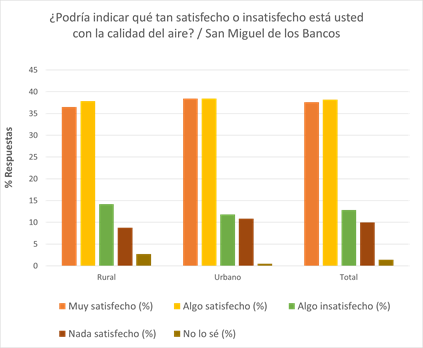 ¿Podría indicar qué tan satisfecho o insatisfecho está usted
con la calidad del aire? / San Miguel de los Bancos
45
40
35
30
25
20
15
10
5
0
% Respuestas
Rural Urbano Total
Muy satisfecho (%) Algo satisfecho (%) Algo insatisfecho (%)
Nada satisfecho (%) No lo sé (%)